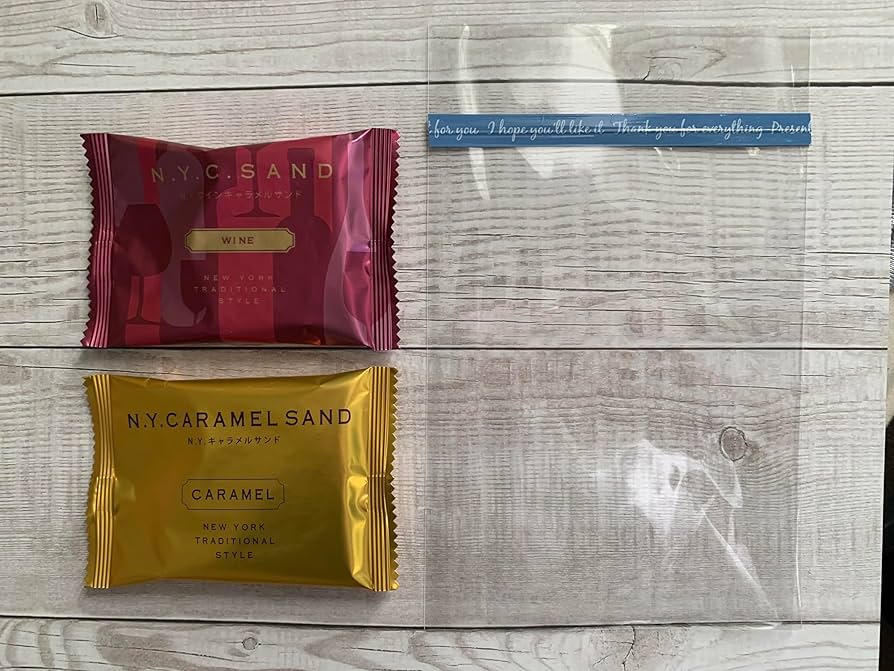 N.Y.C.SAND
N.Y.ワインキャラメルサンド
WINE
NEW YORK
TRADITIONAL
STYLE
N.Y.CARAMEL SAND
N.Y.キャラメルサンド
CARAMEL
NEW YORK
TRADITIONAL
STYLE
for you I hope you'll like it Thank you for everything Presen